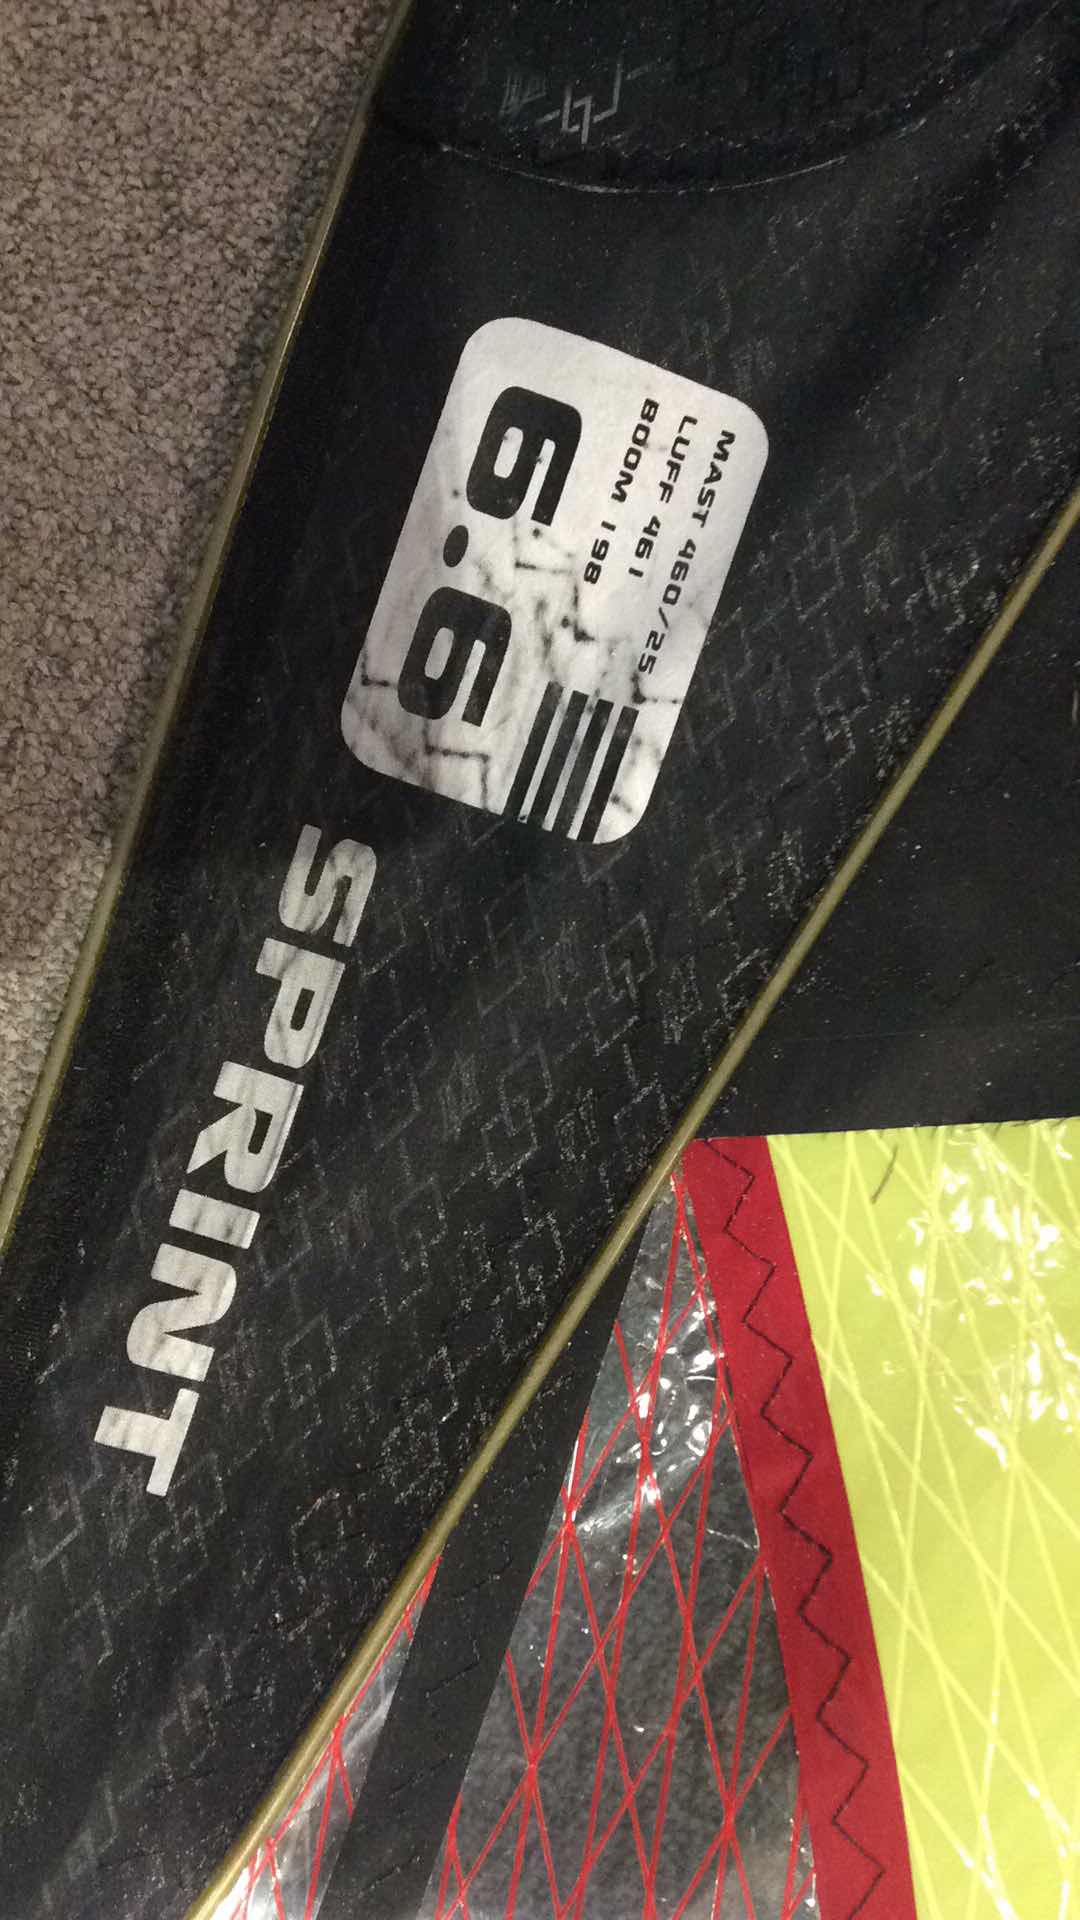 MAST 460/25
LUFF 461
BOOM 198
6.6
SPRINT